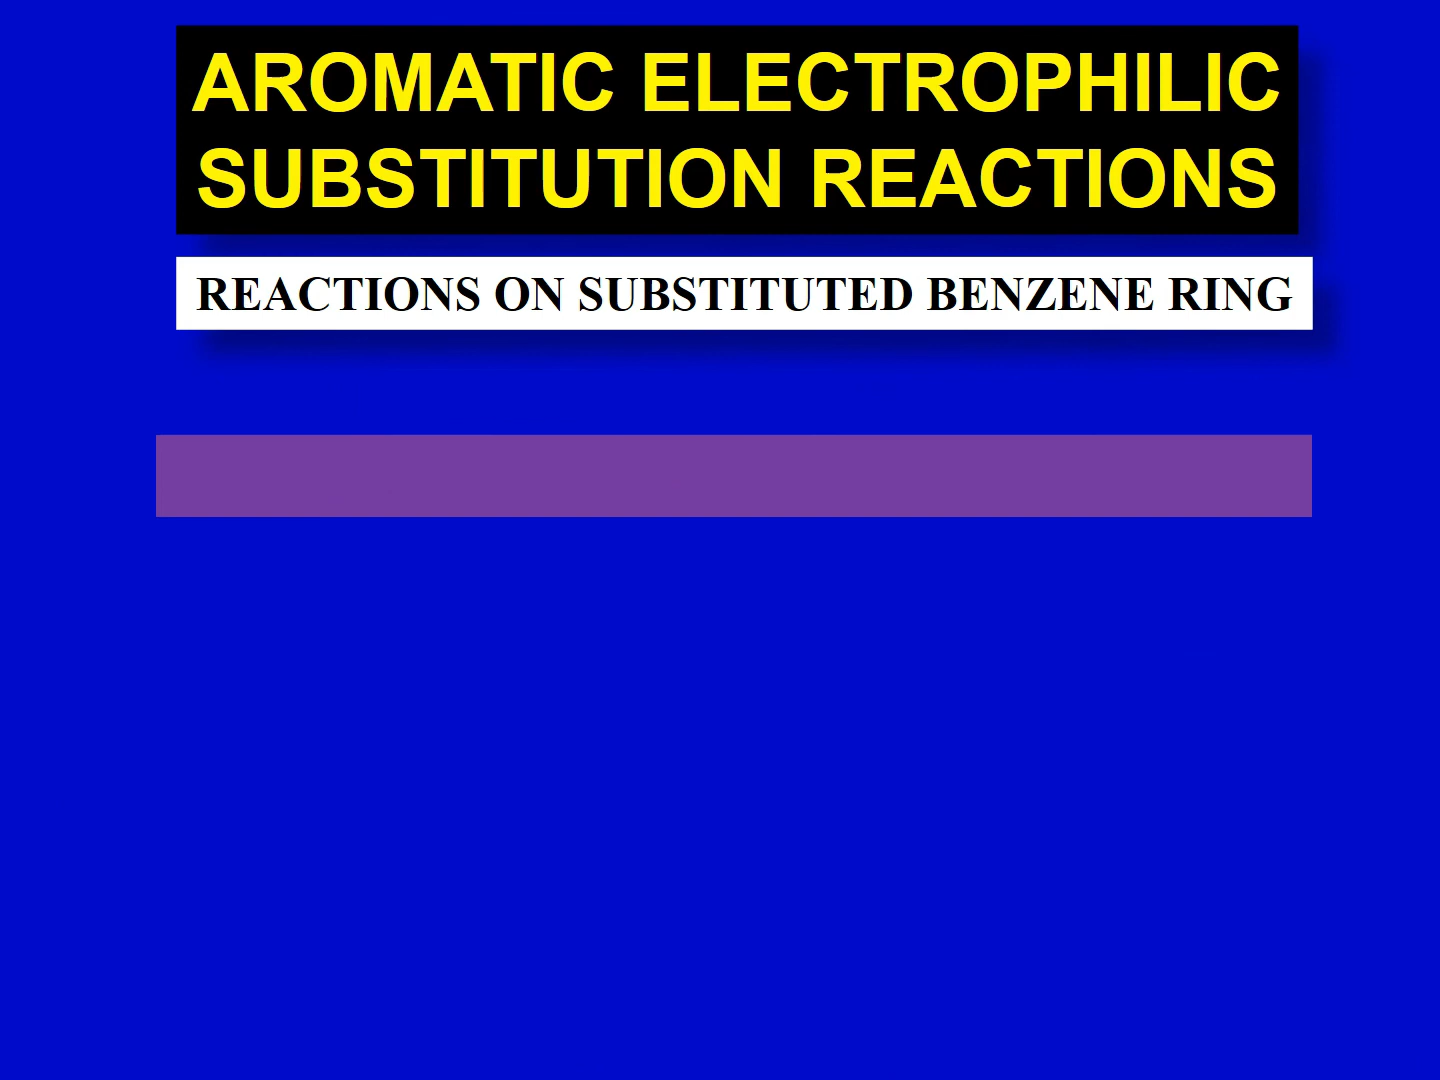 AROMATIC ELECTROPHILIC
SUBSTITUTION REACTIONS
REACTIONS ON SUBSTITUTED BENZENE RING